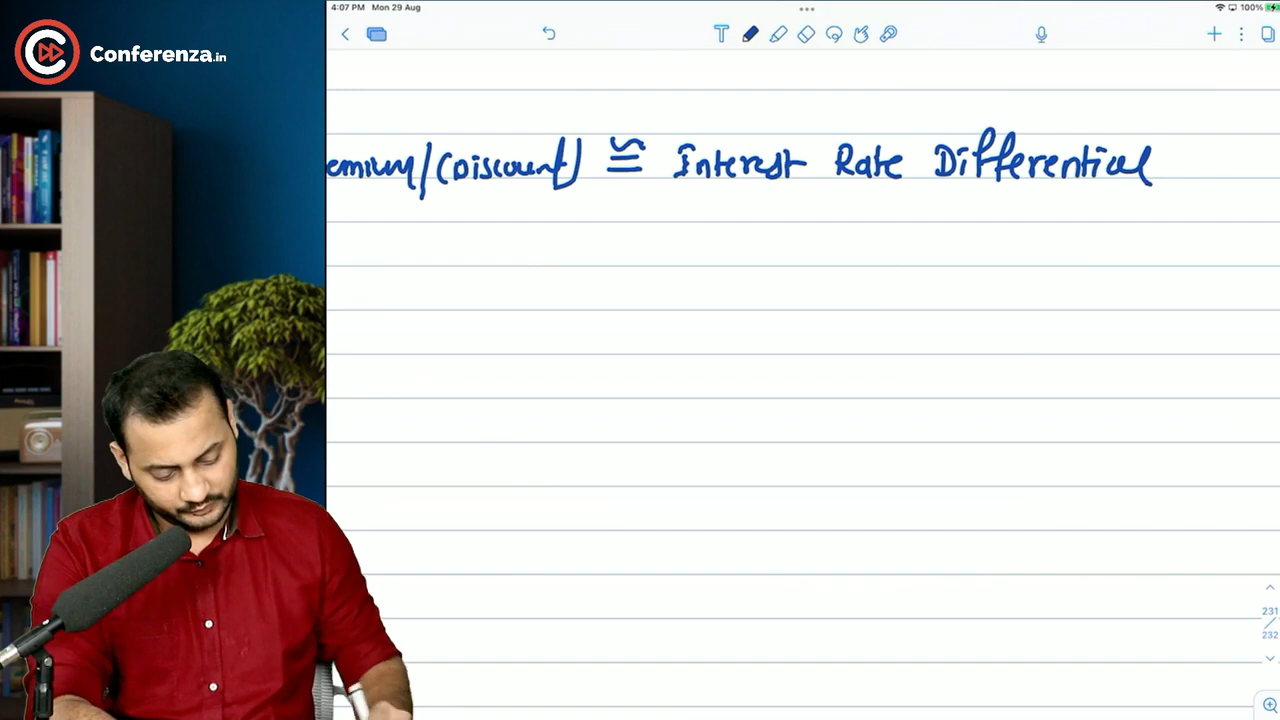 4:07 PM Mon 29 Aug
100%
Conferenza.in
emium/(Discount) ≅ Interest Rate Differential
231
232